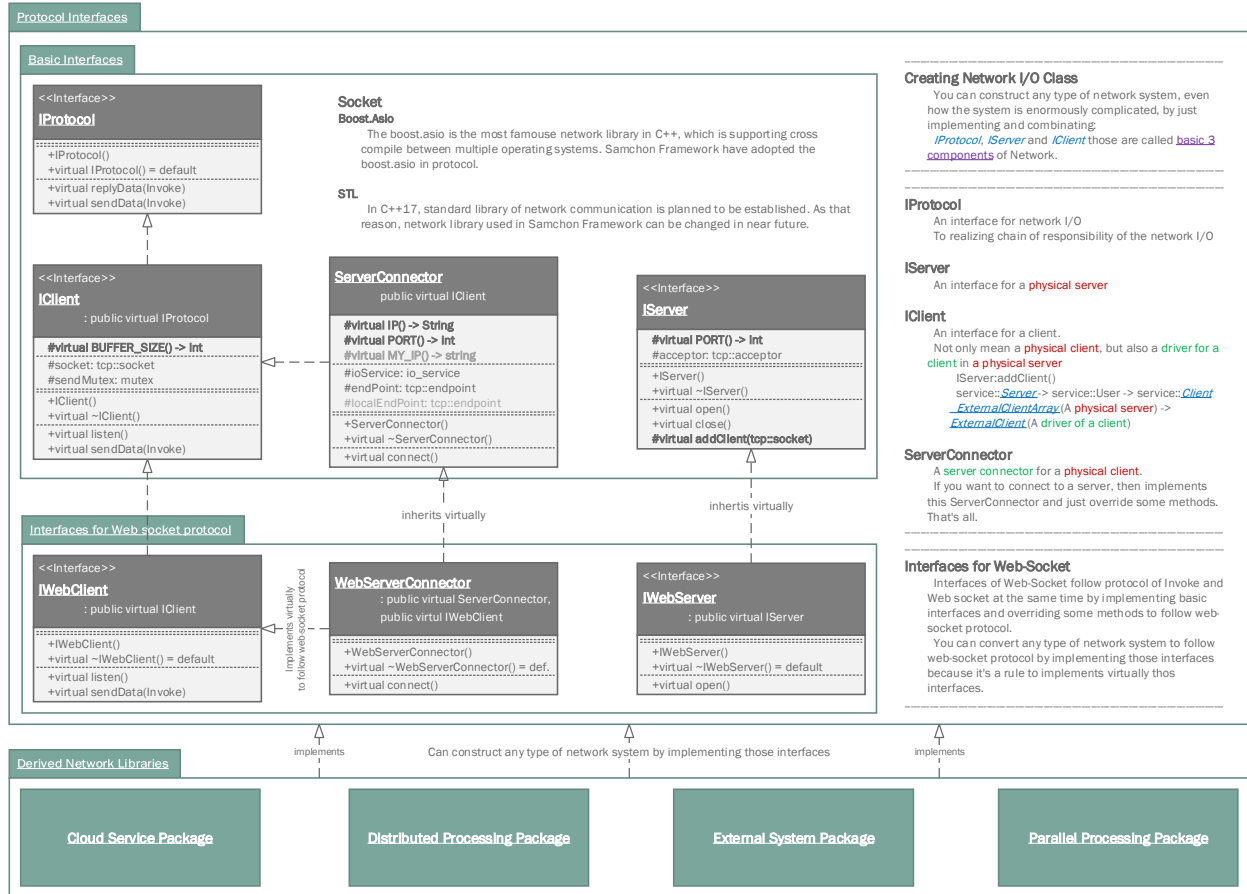 Protocol Interfaces
Basic Interfaces
<<Interface>>
IProtocol
+IProtocol()
+virtual IProtocol() = default
+virtual replyData(Invoke)
+virtual sendData(Invoke)
Socket
Boost.Asio
The boost.asio is the most famouse network library in C++, which is supporting cross
compile between multiple operating systems. Samchon Framework have adopted the
boost.asio in protocol.
STL
In C++17, standard library of network communication is planned to be established. As that
reason, network library used in Samchon Framework can be changed in near future.
<<Interface>>
IClient
: public virtual IProtocol
#virtual BUFFER_SIZE() -> Int
#socket: tcp::socket
#sendMutex: mutex
+IClient()
+virtual ~IClient()
+virtual listen()
+virtual sendData(Invoke)
ServerConnector
public virtual IClient
#virtual IP() -> String
#virtual PORT() -> Int
#virtual MY_IP() -> string
#ioService: io_service
#endPoint: tcp::endpoint
#localEndPoint: tcp::endpoint
+ServerConnector()
+virtual ~ServerConnector()
+virtual connect()
<<Interface>>
IServer
#virtual PORT() -> Int
#acceptor: tcp::acceptor
+IServer()
+virtual ~IServer()
+virtual open()
+virtual close()
#virtual addClient(tcp::socket)
inherits virtually
inhertis virtually
Interfaces for Web socket protocol
<<Interface>>
IWebClient
: public virtual IClient
+IWebClient()
+virtual ~IWebClient() = default
+virtual listen()
+virtual sendData(Invoke)
Implements virtually
to follow web-socket protocol
WebServerConnector
: public virtual ServerConnector,
public virtul IWebClient
+WebServerConnector()
+virtual ~WebServerConnector() = def.
+virtual connect()
<<Interface>>
IWebServer
: public virtual IServer
+IWebServer()
+virtual ~IWebServer() = default
+virtual open()
Creating Network I/O Class
You can construct any type of network system, even
how the system is enormously complicated, by just
implementing and combinating:
IProtocol, IServer and IClient those are called basic 3
components of Network.
IProtocol
An interface for network I/O
To realizing chain of responsibility of the network I/O
IServer
An interface for a physical server
IClient
An interface for a client.
Not only mean a physical client, but also a driver for a
client in a physical server
IServer:addClient()
service::Server -> service::User -> service::Client
ExternalClientArray (A physical server) ->
ExternalClient (A driver of a client)
ServerConnector
A server connector for a physical client.
If you want to connect to a server, then implements
this ServerConnector and just override some methods.
That's all.
Interfaces for Web-Socket
Interfaces of Web-Socket follow protocol of Invoke and
Web socket at the same time by implementing basic
interfaces and overriding some methods to follow web-
socket protocol.
You can convert any type of network system to follow
web-socket protocol by implementing those interfaces
because it's a rule to implements virtually thos
interfaces.
implements
Can construct any type of network system by implementing those interfaces
implements
Derived Network Libraries
Cloud Service Package
Distributed Processing Package
External System Package
Parallel Processing Package